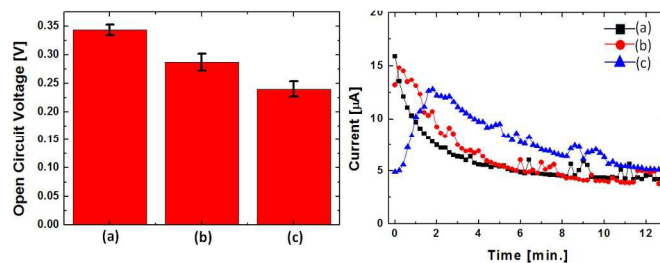 Open Circuit Voltage [V]
0.35
0.30
0.25
0.20
0.15
0.10
0.05
0.00
(a)
(b)
(c)
Current [µA]
20
15
10
5
0
0
2
4
6
8
10
12
Time [min.]
(a)
(b)
(c)